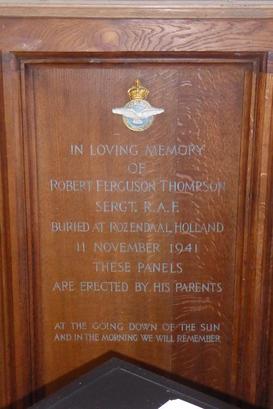 IN LOVING MEMORY
OF
ROBERT FERGUSON THOMPSON
SERGT. R.A.F.
BURIED AT ROZENDAAL, HOLLAND
11 NOVEMBER 1941
THESE PANELS
ARE ERECTED BY HIS PARENTS
AT THE GOING DOWN OF THE SUN
AND IN THE MORNING WE WILL REMEMBER